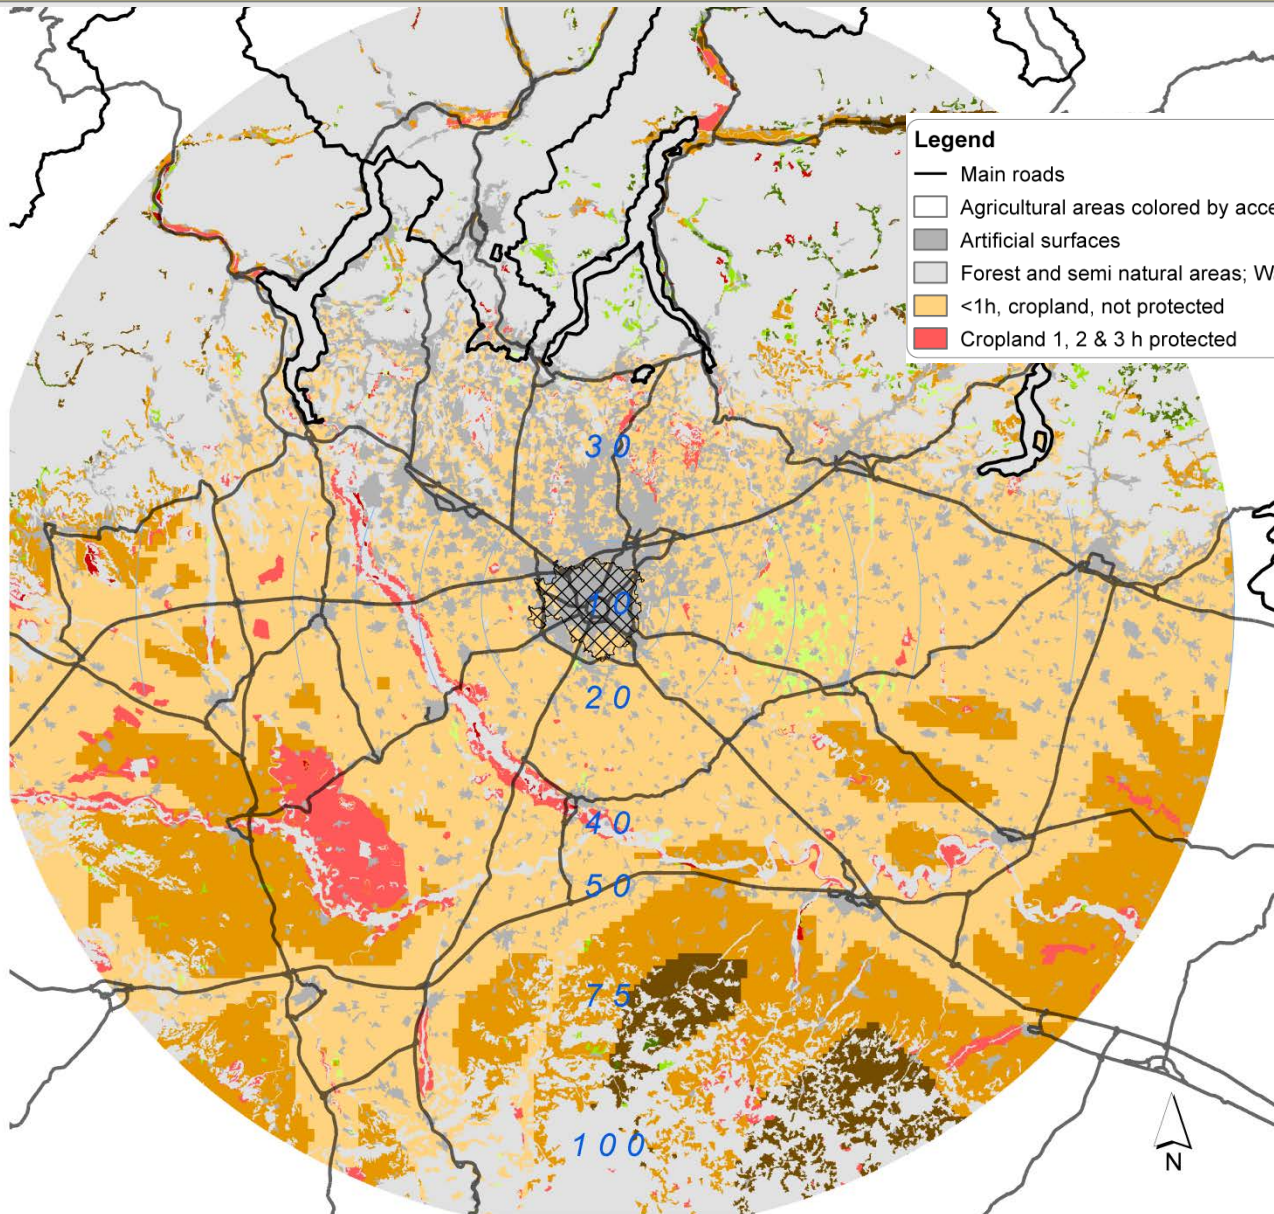 Legend
Main roads
Agricultural areas colored by acce
Artificial surfaces
Forest and semi natural areas; W
<1h, cropland, not protected
Cropland 1, 2 & 3 h protected
30
10
20
40
50
75
100
N